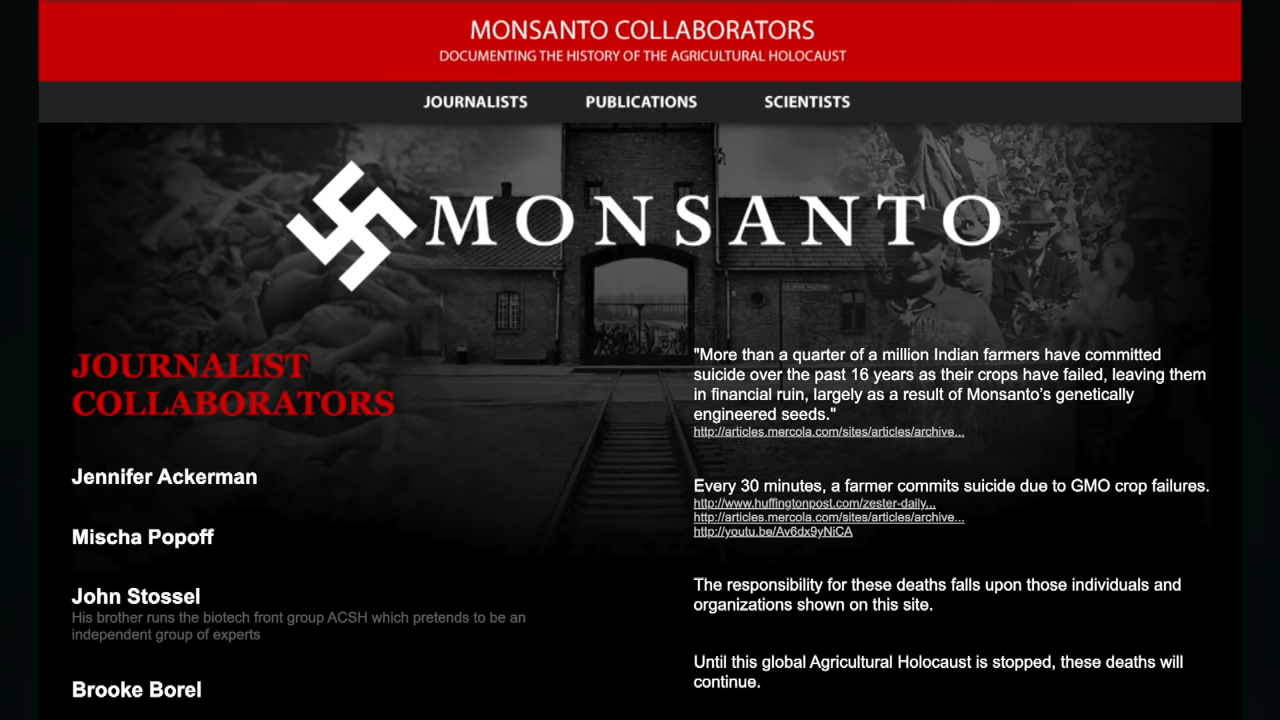 MONSANTO COLLABORATORS
DOCUMENTING THE HISTORY OF THE AGRICULTURAL HOLOCAUST
JOURNALISTS PUBLICATIONS SCIENTISTS
MONSANTO
JOURNALIST
COLLABORATORS
Jennifer Ackerman
Mischa Popoff
John Stossel
His brother runs the biotech front group ACSH which pretends to be an
independent group of experts
Brooke Borel
"More than a quarter of a million Indian farmers have committed
suicide over the past 16 years as their crops have failed, leaving them
in financial ruin, largely as a result of Monsanto’s genetically
engineered seeds."
http://articles.mercola.com/sites/articles/archive...
Every 30 minutes, a farmer commits suicide due to GMO crop failures.
http://www.huffingtonpost.com/zester-daily...
http://articles.mercola.com/sites/articles/archive...
http://youtu.be/Av6dx9yNiCA
The responsibility for these deaths falls upon those individuals and
organizations shown on this site.
Until this global Agricultural Holocaust is stopped, these deaths will
continue.